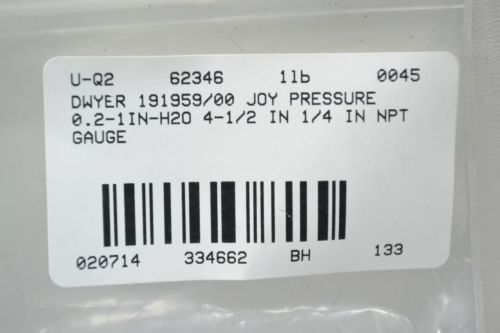 U-Q2 62346 1lb 0045
DWYER 191959/00 JOY PRESSURE
0.2-1IN-H2O 4-1/2 IN 1/4 IN NPT
GAUGE
020714 334662 BH 133